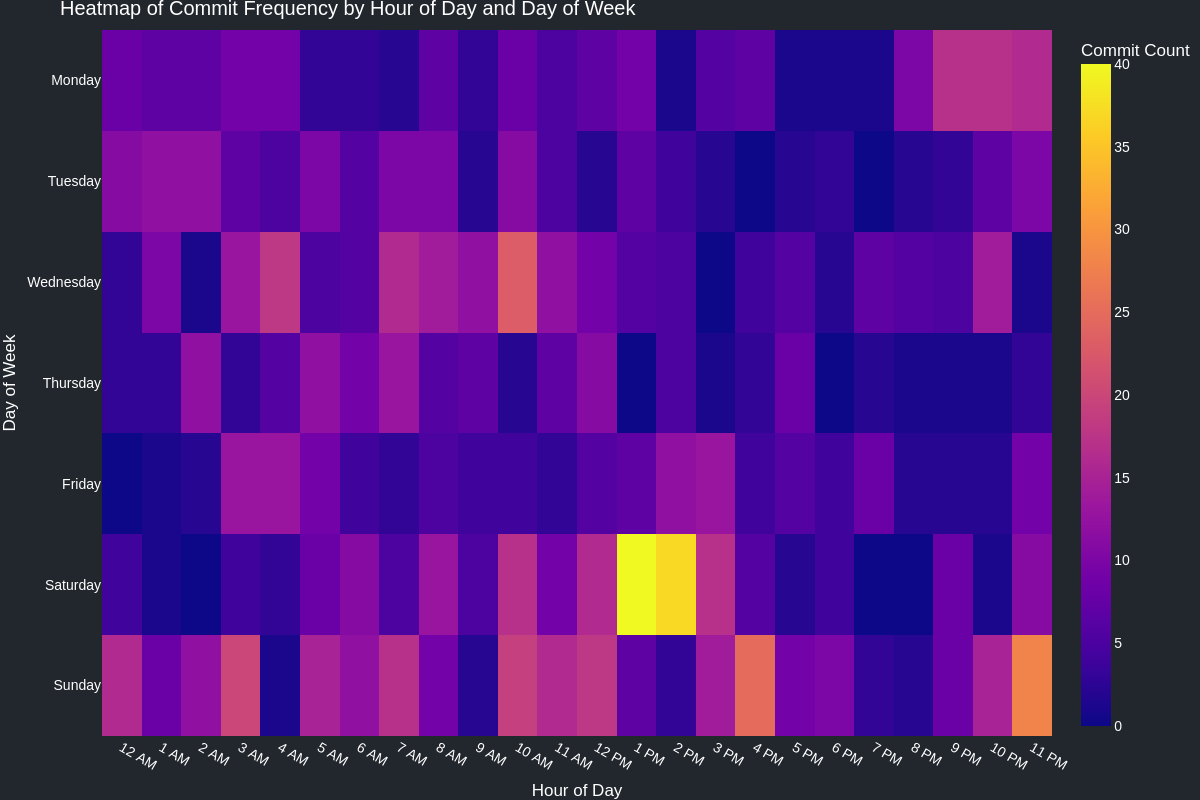 Heatmap of Commit Frequency by Hour of Day and Day of Week
Commit Count
40
35
30
25
20
15
10
5
0
Day of Week
Monday
Tuesday
Wednesday
Thursday
Friday
Saturday
Sunday
12 AM 1 AM 2 AM 3 AM 4 AM 5 AM 6 AM 7 AM 8 AM 9 AM 10 AM 11 AM 12 PM 1 PM 2 PM 3 PM 4 PM 5 PM 6 PM 7 PM 8 PM 9 PM 10 PM 11 PM
Hour of Day